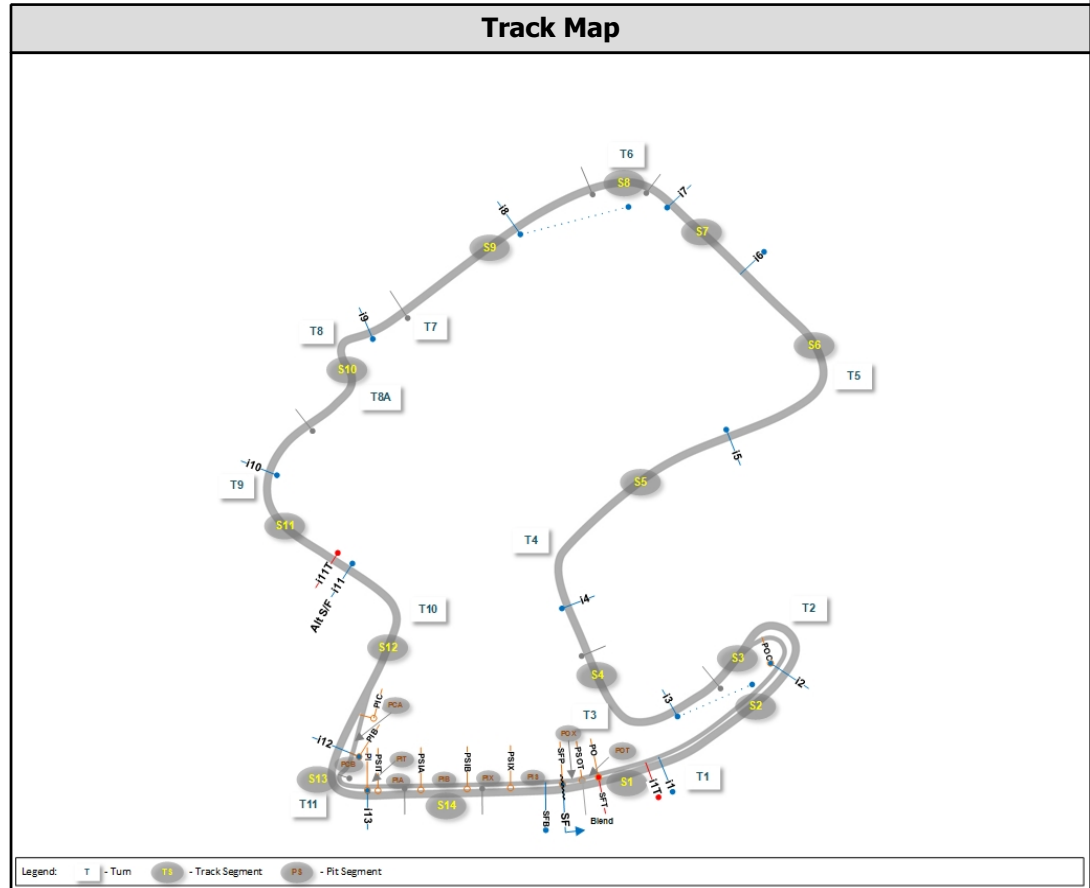 Track Map
T6
S8
i7
i8
S7
S9
i6
i9
T7
T8
S6
S10
T5
T8A
i5
i10
T9
S5
S11
T4
i11T
i11
Alt S/F
i4
T10
T2
S12
S3
POC
i2
S4
PIC
i3
S2
T3
PCA
PIB
POX
i12
PI
PSIT
PIT
PSIA
PSIB
PSIX
SFP
PSOT
PO
POT
S13
PIA
PIB
PIX
PIS
S1
i1T
i1
T1
T11
i13
S14
SFB
SF
SFT
Blend
Legend:
T - Turn
TS - Track Segment
PS - Pit Segment